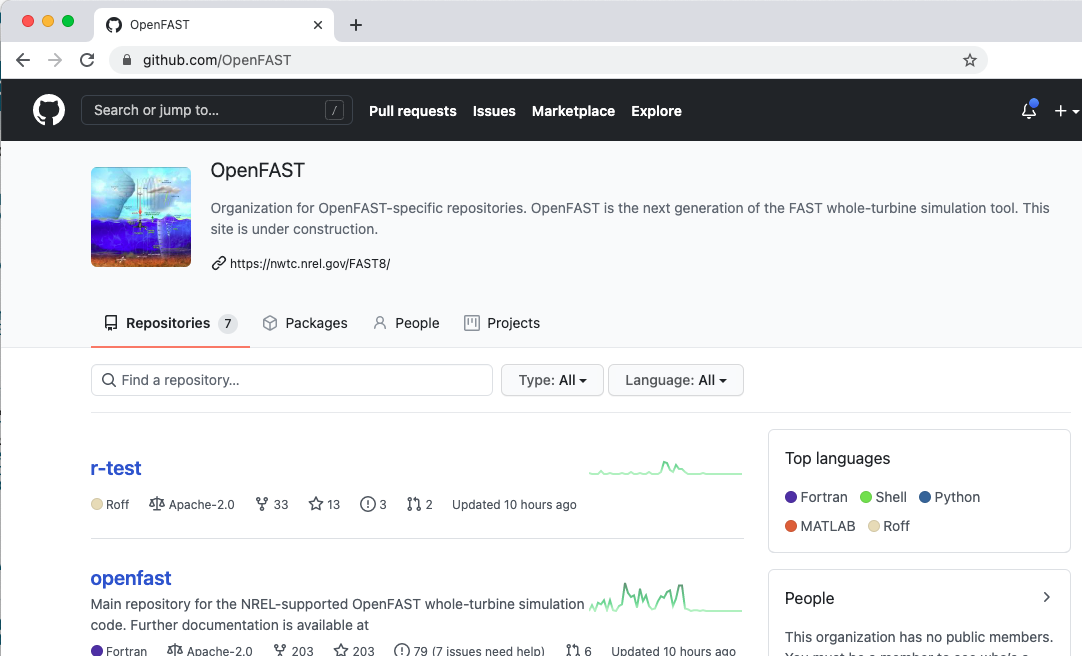 OpenFAST
github.com/OpenFAST
Search or jump to... / Pull requests Issues Marketplace Explore
OpenFAST
Organization for OpenFAST-specific repositories. OpenFAST is the next generation of the FAST whole-turbine simulation tool. This
site is under construction.
https://nwtc.nrel.gov/FAST8/
Repositories 7 Packages People Projects
Find a repository...
Type: All Language: All
r-test
Roff Apache-2.0 33 13 3 2 Updated 10 hours ago
openfast
Main repository for the NREL-supported OpenFAST whole-turbine simulation
code. Further documentation is available at
Fortran Apache-2.0 203 203 79 (7 issues need help) 6 Updated 10 hours ago
Top languages
Fortran Shell Python
MATLAB Roff
People
This organization has no public members.
You must be a member to see who's a